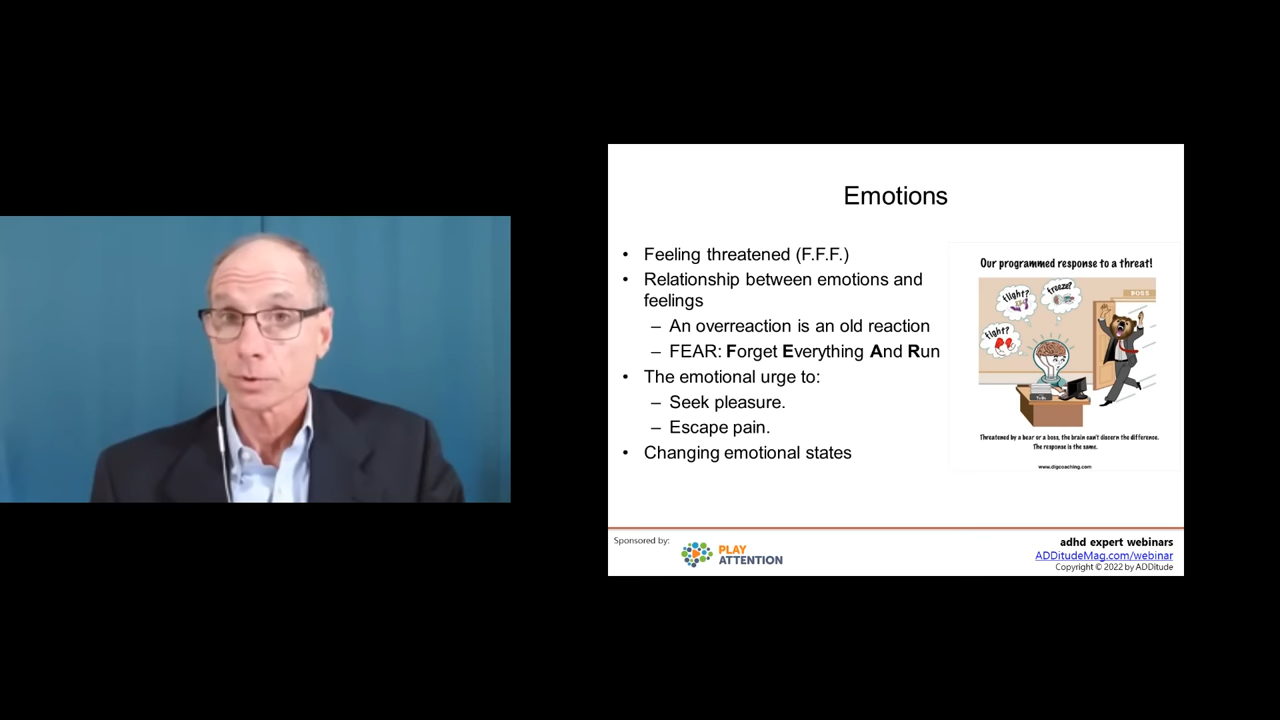 Emotions
• Feeling threatened (F.F.F.)
• Relationship between emotions and
feelings
– An overreaction is an old reaction
– FEAR: Forget Everything And Run
• The emotional urge to:
– Seek pleasure.
– Escape pain.
• Changing emotional states
Our programmed response to a threat!
flight?
freeze?
fight?
BOSS
Threatened by a bear or a boss, the brain can't discern the difference.
The response is the same.
www.digcoaching.com
Sponsored by:
PLAY
ATTENTION
adhd expert webinars
ADDitudeMag.com/webinar
Copyright © 2022 by ADDitude